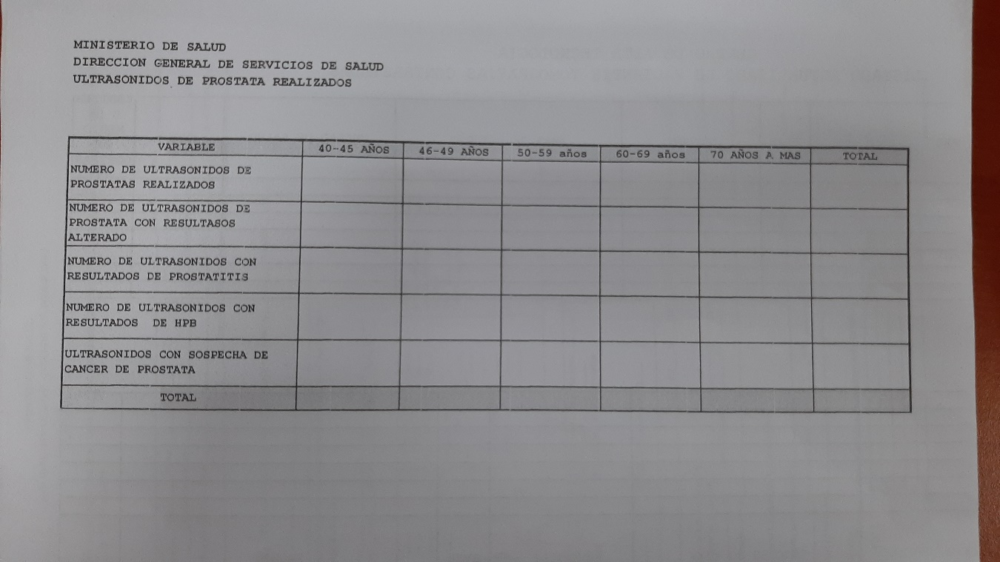 MINISTERIO DE SALUD
DIRECCION GENERAL DE SERVICIOS DE SALUD
ULTRASONIDOS DE PROSTATA REALIZADOS
VARIABLE 40-45 AÑOS 46-49 AÑOS 50-59 años 60-69 años 70 AÑOS A MAS TOTAL
NUMERO DE ULTRASONIDOS DE
PROSTATAS REALIZADOS
NUMERO DE ULTRASONIDOS DE
PROSTATA CON RESULTASOS
ALTERADO
NUMERO DE ULTRASONIDOS CON
RESULTADOS DE PROSTATITIS
NUMERO DE ULTRASONIDOS CON
RESULTADOS DE HPB
ULTRASONIDOS CON SOSPECHA DE
CANCER DE PROSTATA
TOTAL